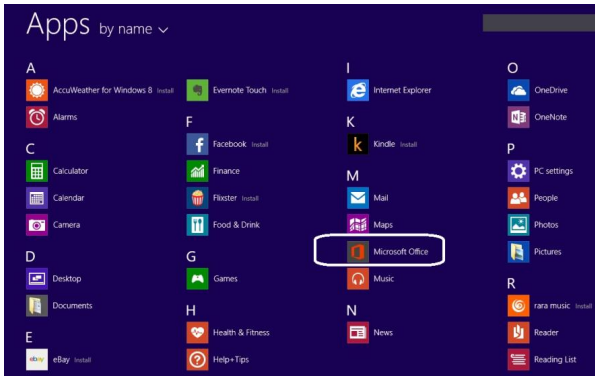 Apps by name
A
AccuWeather for Windows 8 Install
Alarms
C
Calculator
Calendar
Camera
D
Desktop
Documents
E
ebay
eBay Install
Evernote Touch Install
F
Facebook Install
Finance
Flixster Install
Food & Drink
G
Games
H
Health & Fitness
Help+Tips
I
Internet Explorer
K
Kindle Install
M
Mail
Maps
Microsoft Office
Music
N
News
O
OneDrive
OneNote
P
PC settings
People
Photos
Pictures
R
rara music Install
Reader
Reading List